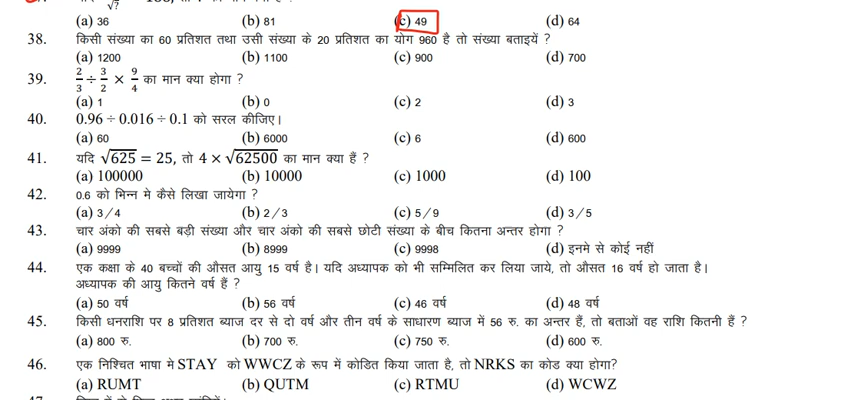 (a) 36 (b) 81 (c) 49 (d) 64
38. किसी संख्या का 60 प्रतिशत तथा उसी संख्या के 20 प्रतिशत का योग 960 है तो संख्या बताइयें ?
(a) 1200 (b) 1100 (c) 900 (d) 700
39. 2/3 ÷ 3/2 × 9/4 का मान क्या होगा ?
(a) 1 (b) 0 (c) 2 (d) 3
40. 0.96 ÷ 0.016 ÷ 0.1 को सरल कीजिए।
(a) 60 (b) 6000 (c) 6 (d) 600
41. यदि √625 = 25, तो 4 × √62500 का मान क्या हैं ?
(a) 100000 (b) 10000 (c) 1000 (d) 100
42. 0.6 को भिन्न मे कैसे लिखा जायेगा ?
(a) 3/4 (b) 2/3 (c) 5/9 (d) 3/5
43. चार अंको की सबसे बड़ी संख्या और चार अंको की सबसे छोटी संख्या के बीच कितना अन्तर होगा ?
(a) 9999 (b) 8999 (c) 9998 (d) इनमे से कोई नहीं
44. एक कक्षा के 40 बच्चों की औसत आयु 15 वर्ष है। यदि अध्यापक को भी सम्मिलित कर लिया जाये, तो औसत 16 वर्ष हो जाता है।
अध्यापक की आयु कितने वर्ष हैं ?
(a) 50 वर्ष (b) 56 वर्ष (c) 46 वर्ष (d) 48 वर्ष
45. किसी धनराशि पर 8 प्रतिशत ब्याज दर से दो वर्ष और तीन वर्ष के साधारण ब्याज में 56 रु. का अन्तर हैं, तो बताओं वह राशि कितनी हैं ?
(a) 800 रु. (b) 700 रु. (c) 750 रु. (d) 600 रु.
46. एक निश्चित भाषा मे STAY को WWCZ के रूप में कोडित किया जाता है, तो NRKS का कोड क्या होगा?
(a) RUMT (b) QUTM (c) RTMU (d) WCWZ